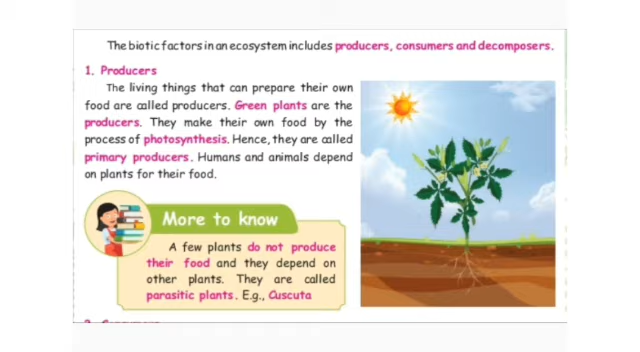 The biotic factors in an ecosystem includes producers, consumers and decomposers.
1. Producers
The living things that can prepare their own
food are called producers. Green plants are the
producers. They make their own food by the
process of photosynthesis. Hence, they are called
primary producers. Humans and animals depend
on plants for their food.
More to know
A few plants do not produce
their food and they depend on
other plants. They are called
parasitic plants. E.g., Cuscuta